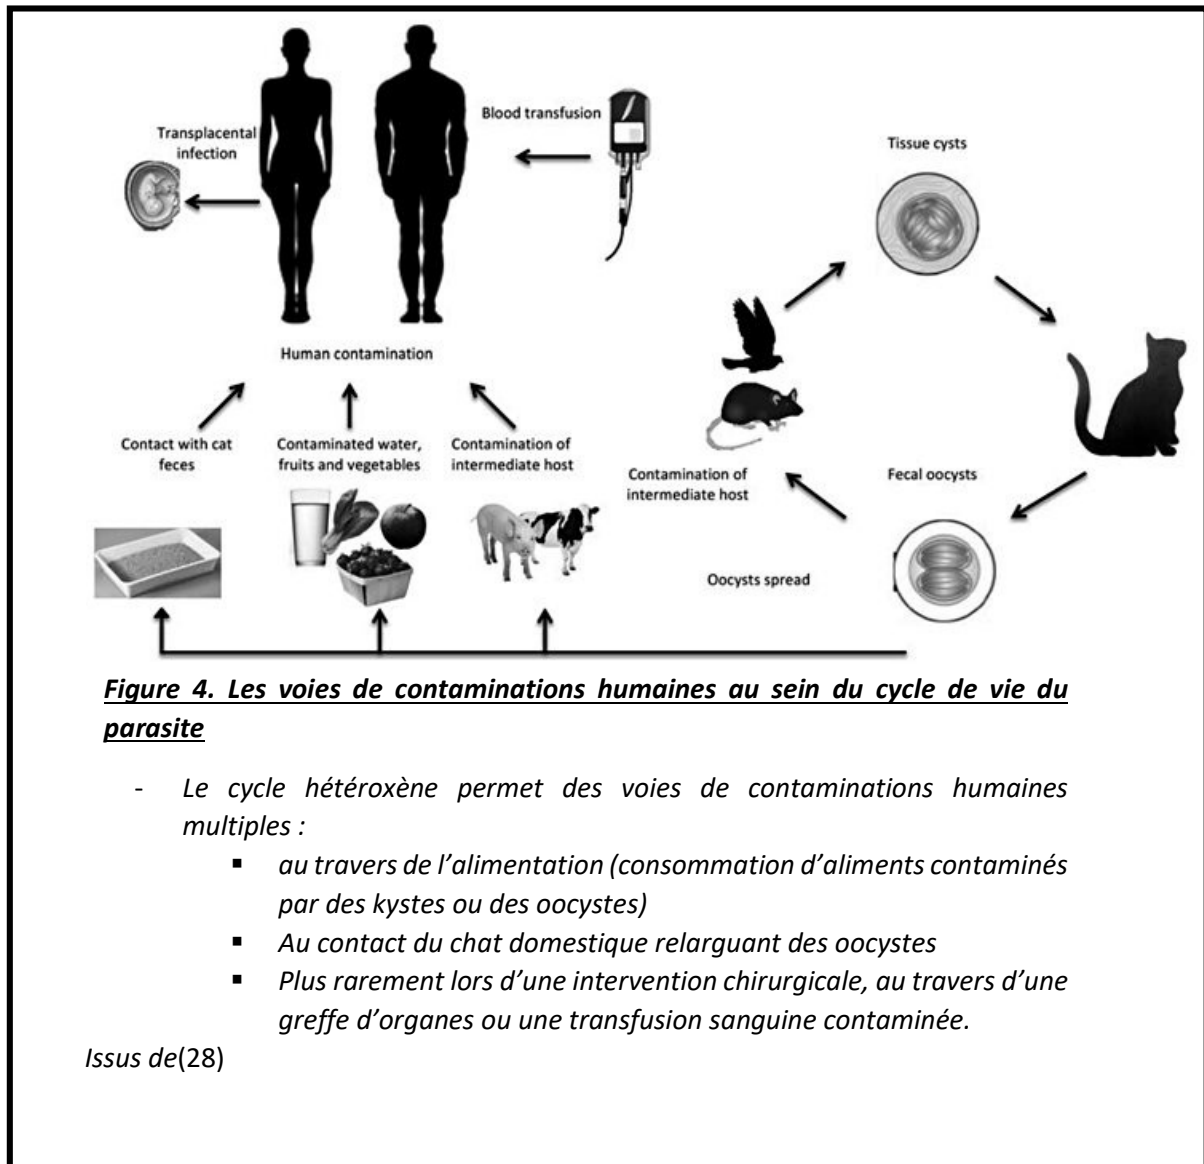 Transplacental
infection
Blood transfusion
Tissue cysts
Human contamination
Contact with cat
feces
Contaminated water,
fruits and vegetables
Contamination of
intermediate host
Contamination of
intermediate host
Fecal oocysts
Oocysts spread
Figure 4. Les voies de contaminations humaines au sein du cycle de vie du
parasite
- Le cycle hétéroxène permet des voies de contaminations humaines
multiples :
▪ au travers de l’alimentation (consommation d’aliments contaminés
par des kystes ou des oocystes)
▪ Au contact du chat domestique relarguant des oocystes
▪ Plus rarement lors d’une intervention chirurgicale, au travers d’une
greffe d’organes ou une transfusion sanguine contaminée.
Issus de(28)